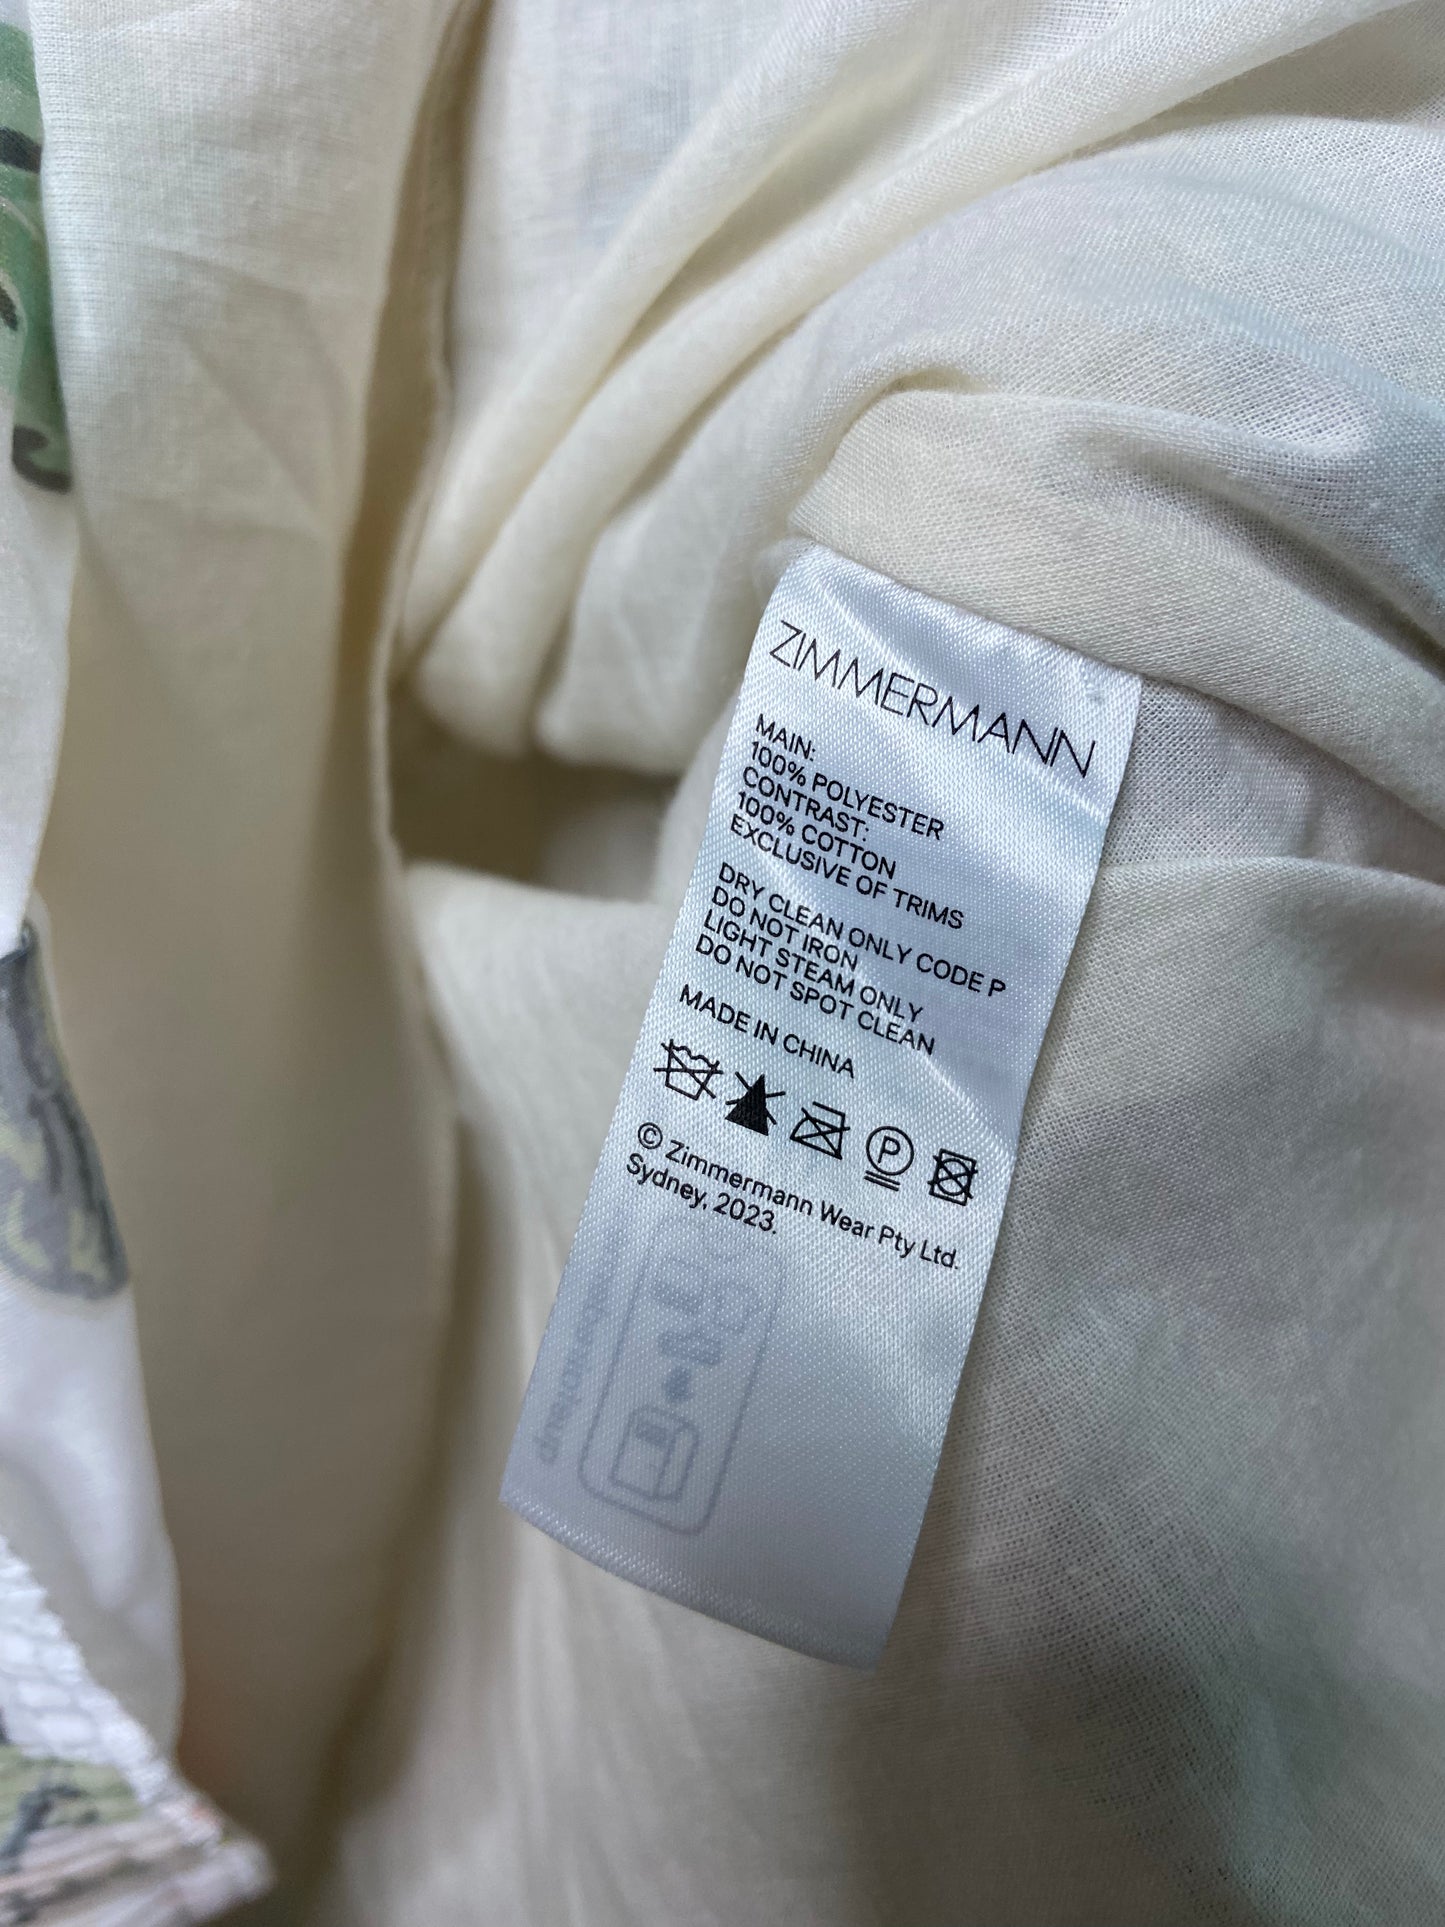 ZIMMERMANN
MAIN:
100% POLYESTER
CONTRAST:
100% COTTON
EXCLUSIVE OF TRIMS
DRY CLEAN ONLY CODE P
DO NOT IRON
LIGHT STEAM ONLY
DO NOT SPOT CLEAN
MADE IN CHINA
P
© Zimmermann Wear Pty Ltd.
Sydney, 2023.